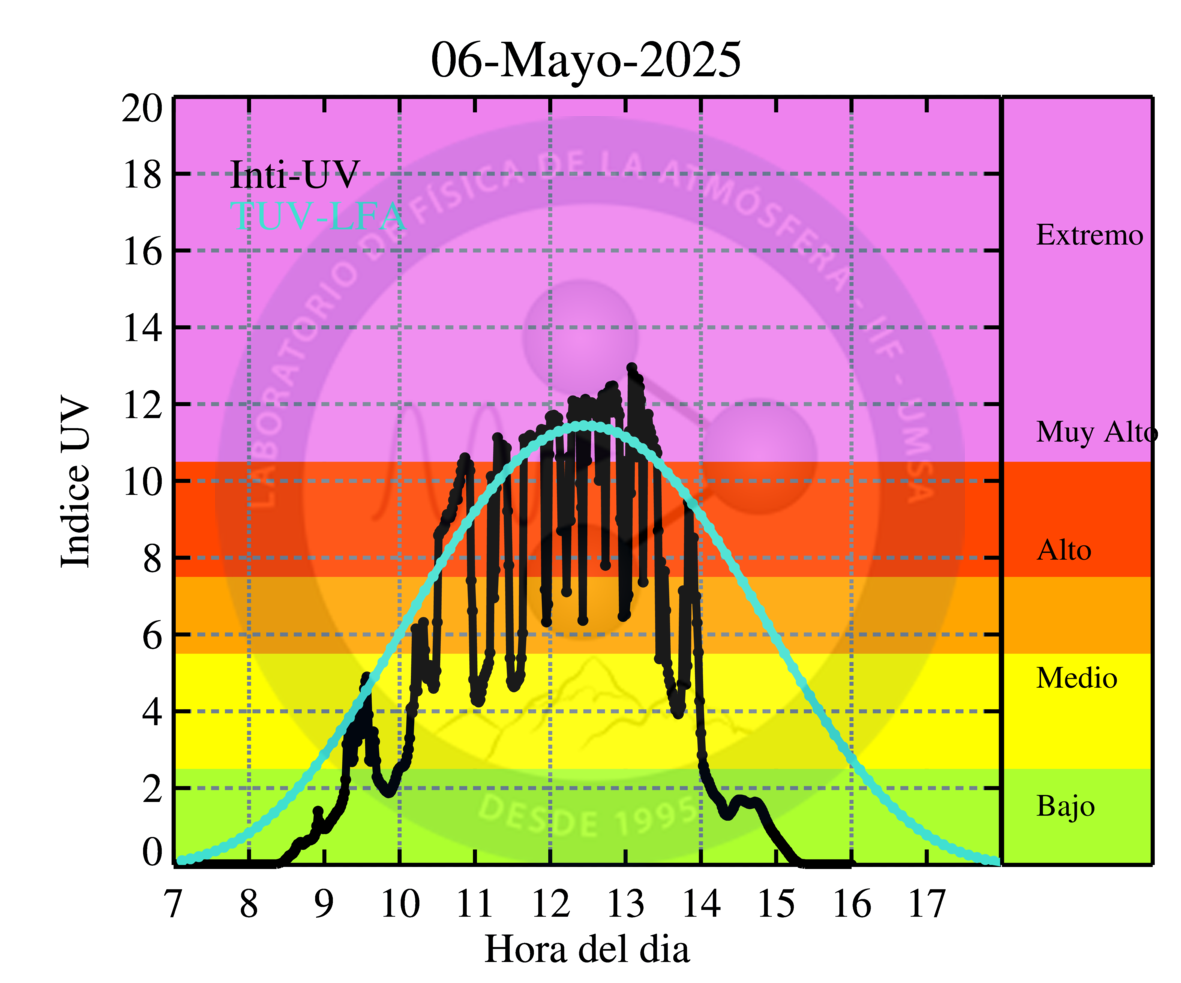 06-Mayo-2025
20
18
16
14
12
10
8
6
4
2
0
Indice UV
Inti-UV
TUV-LFA
LABORATORIO DE FÍSICA DE LA ATMÓSFERA - IIF - UMSA
DESDE 1995
Extremo
Muy Alto
Alto
Medio
Bajo
7 8 9 10 11 12 13 14 15 16 17
Hora del dia